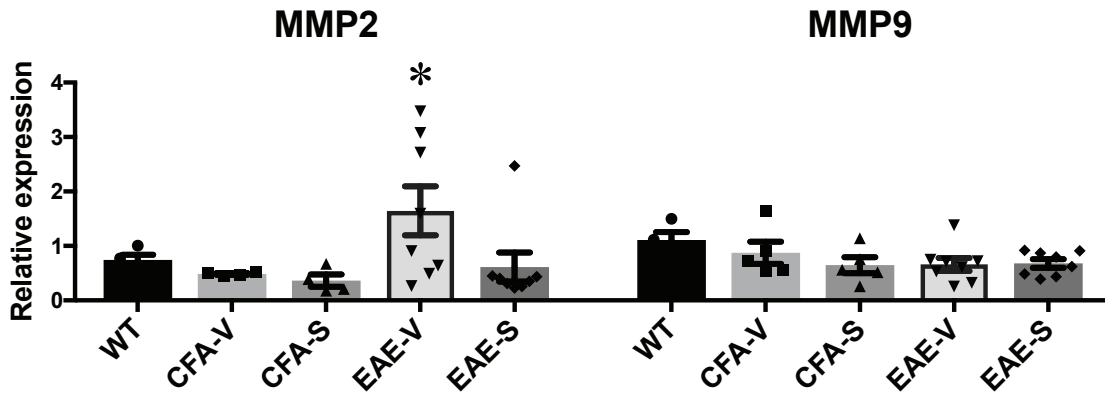 MMP2
MMP9
Relative expression
4
3
2
1
0
*
WT
CFA-V
CFA-S
EAE-V
EAE-S
WT
CFA-V
CFA-S
EAE-V
EAE-S